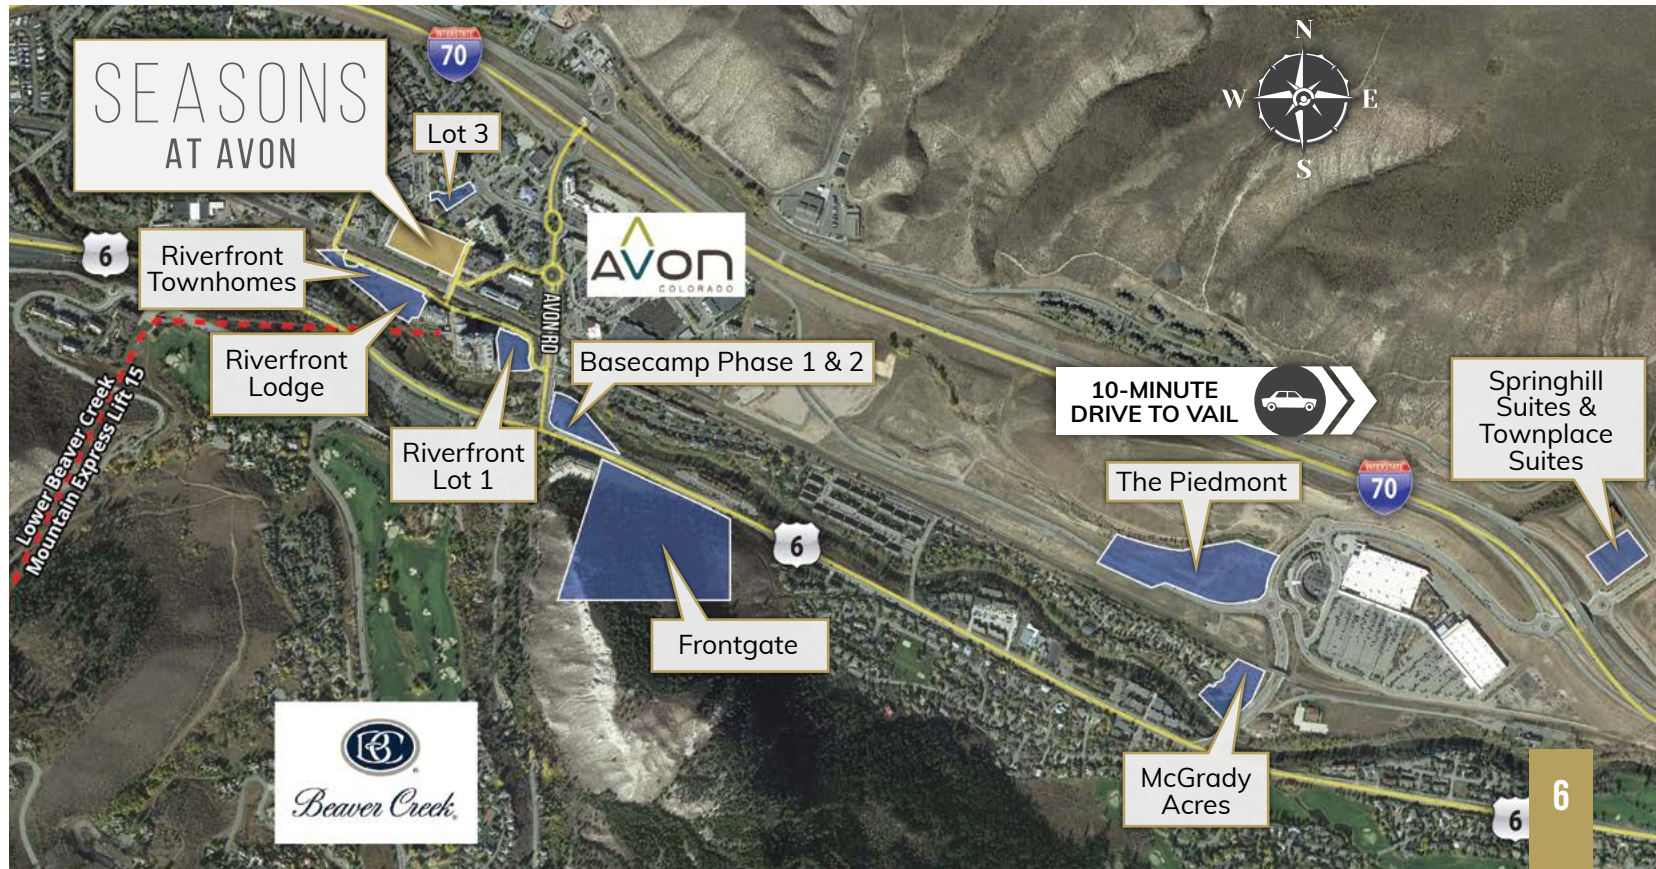 INTERSTATE
70
SEASONS
AT AVON
Lot 3
N
W
E
S
6
Riverfront
Townhomes
AVON
COLORADO
AVON RD
Riverfront
Lodge
Basecamp Phase 1 & 2
10-MINUTE
DRIVE TO VAIL
Springhill
Suites &
Townplace
Suites
Lower Beaver Creek
Mountain Express Lift 15
Riverfront
Lot 1
The Piedmont
INTERSTATE
70
6
Frontgate
BC
Beaver Creek
McGrady
Acres
6
6